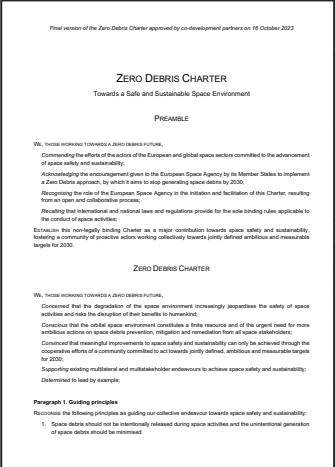 Final version of the Zero Debris Charter approved by co-development partners on 16 October 2023
ZERO DEBRIS CHARTER
Towards a Safe and Sustainable Space Environment
PREAMBLE
WE, THOSE WORKING TOWARDS A ZERO DEBRIS FUTURE,
Commending the efforts of the actors of the European and global space sectors committed to the advancement
of space safety and sustainability;
Acknowledging the encouragement given to the European Space Agency by its Member States to implement
a Zero Debris approach, by which it aims to stop generating space debris by 2030;
Recognising the role of the European Space Agency in the initiation and facilitation of this Charter, resulting
from an open and collaborative process;
Recalling that international and national laws and regulations provide for the sole binding rules applicable to
the conduct of space activities;
ESTABLISH this non-legally binding Charter as a major contribution towards space safety and sustainability,
fostering a community of proactive actors working collectively towards jointly defined ambitious and measurable
targets for 2030.
ZERO DEBRIS CHARTER
WE, THOSE WORKING TOWARDS A ZERO DEBRIS FUTURE,
Concerned that the degradation of the space environment increasingly jeopardises the safety of space
activities and risks the disruption of their benefits to humankind;
Conscious that the orbital space environment constitutes a finite resource and of the urgent need for more
ambitious actions on space debris prevention, mitigation and remediation from all space stakeholders;
Convinced that meaningful improvements to space safety and sustainability can only be achieved through the
cooperative efforts of a community committed to act towards jointly defined, ambitious and measurable targets
for 2030;
Supporting existing multilateral and multistakeholder endeavours to achieve space safety and sustainability;
Determined to lead by example;
Paragraph 1. Guiding principles
RECOGNISE the following principles as guiding our collective endeavour towards space safety and sustainability:
1. Space debris should not be intentionally released during space activities and the unintentional generation
of space debris should be minimised.